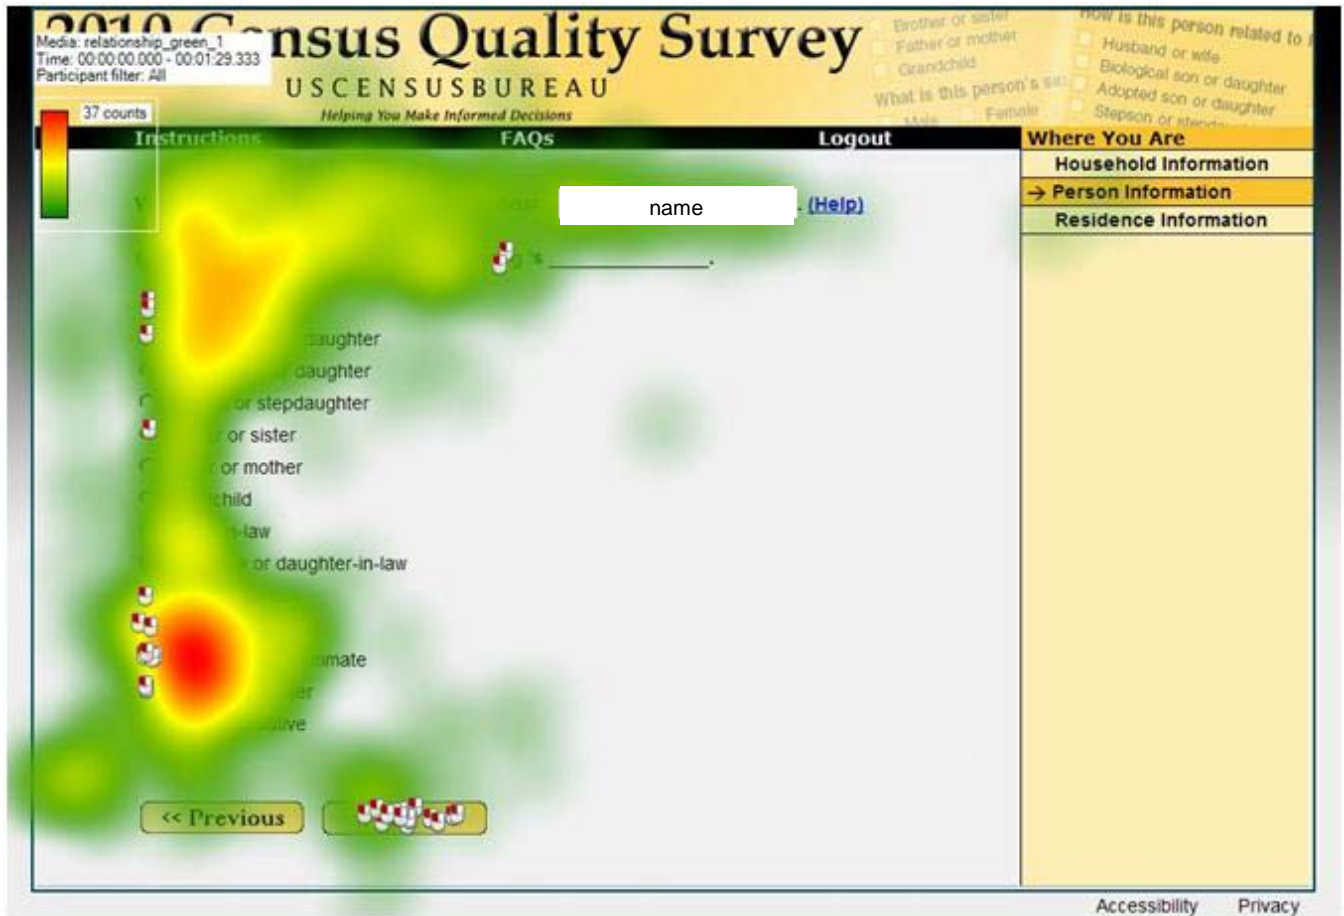 2010 Census Quality Survey
Media: relationship_green_1
Time: 00:00:00.000 - 00:01:29.333
Participant filter: All
USCENSUSBUREAU
Helping You Make Informed Decisions
37 counts
Brother or sister
Father or mother
Grandchild
What is this person's sex
Male Female
How is this person related to
Husband or wife
Biological son or daughter
Adopted son or daughter
Stepson or
Instructions FAQs Logout
Where You Are
Household Information
→ Person Information
Residence Information
name . (Help)
's ______________.
daughter
daughter
or stepdaughter
or sister
or mother
child
-law
or daughter-in-law
mate
er
ative
<< Previous
Accessibility Privacy